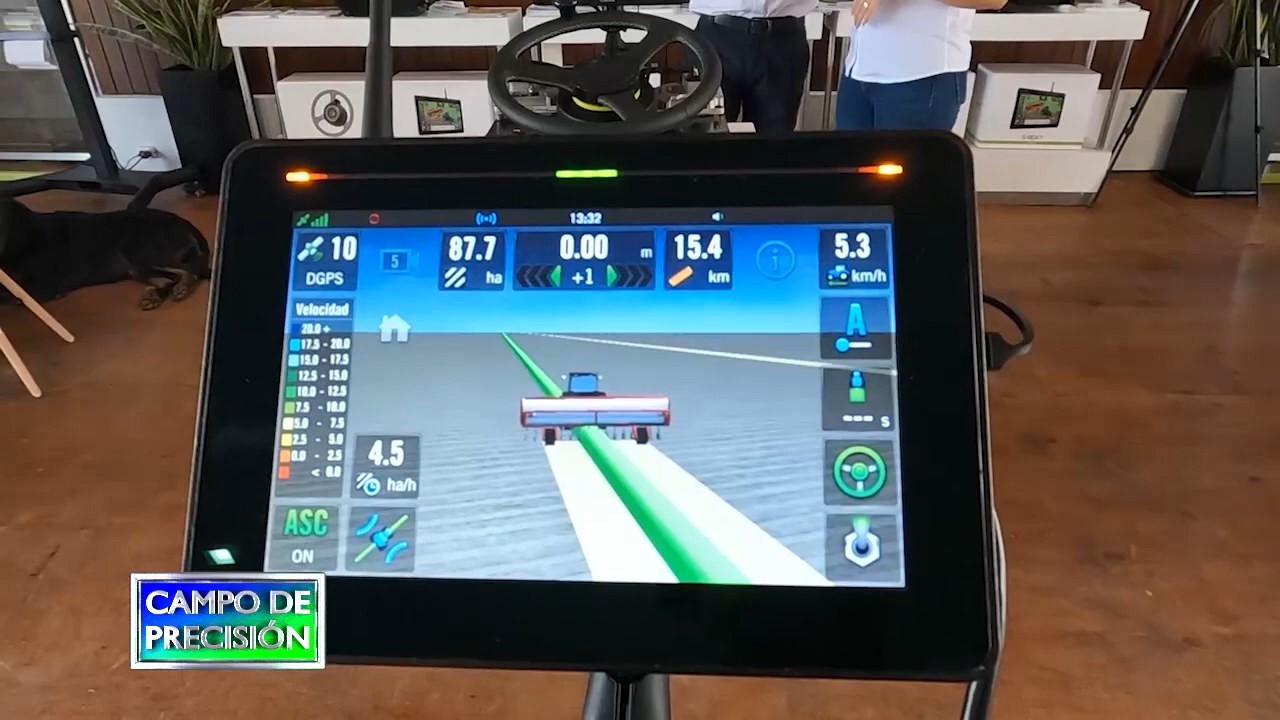 13:32
10
DGPS
5
87.7
ha
0.00 m
+1
15.4
km
5.3
km/h
Velocidad
20.0 +
17.5 - 20.0
15.0 - 17.5
12.5 - 15.0
10.0 - 12.5
7.5 - 10.0
5.0 - 7.5
2.5 - 5.0
0.0 - 2.5
< 0.0
4.5
ha/h
A
--- s
ASC
ON
CAMPO DE
PRECISIÓN